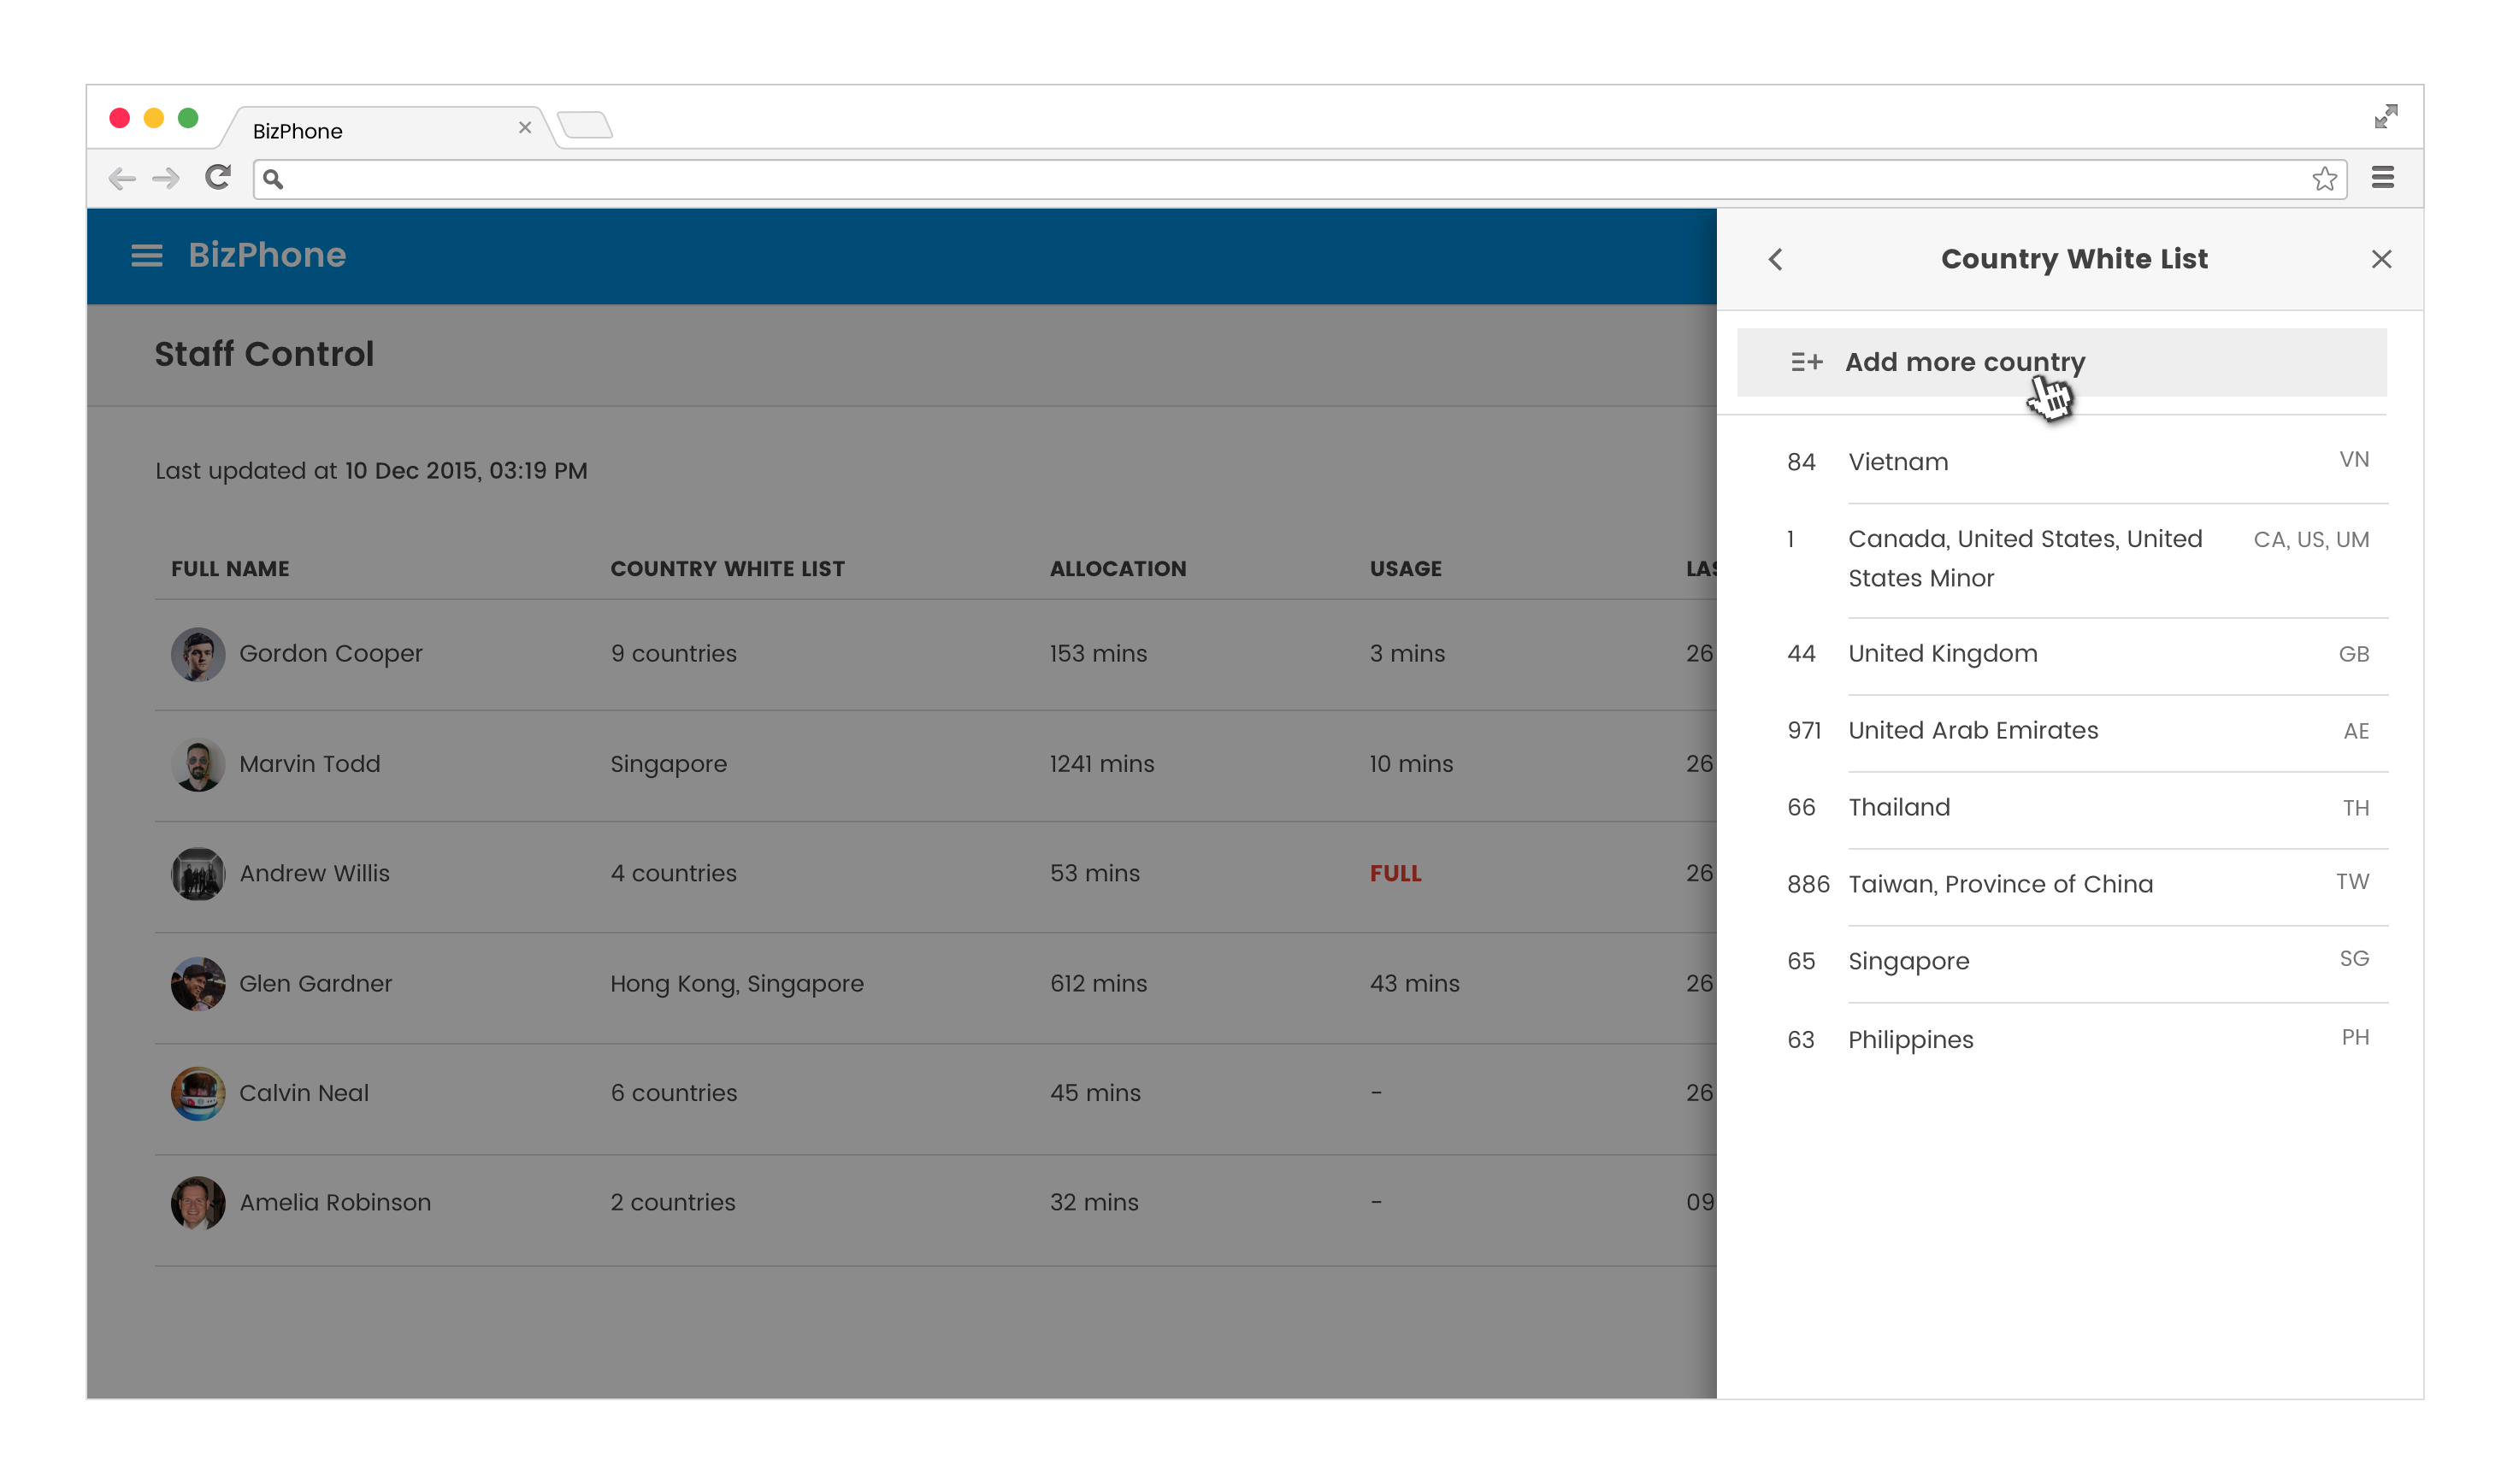 BizPhone
BizPhone
Staff Control
Last updated at 10 Dec 2015, 03:19 PM
FULL NAME COUNTRY WHITE LIST ALLOCATION USAGE
Gordon Cooper 9 countries 153 mins 3 mins 26
Marvin Todd Singapore 1241 mins 10 mins 26
Andrew Willis 4 countries 53 mins FULL 26
Glen Gardner Hong Kong, Singapore 612 mins 43 mins 26
Calvin Neal 6 countries 45 mins - 26
Amelia Robinson 2 countries 32 mins - 09
Country White List
Add more country
84 Vietnam VN
1 Canada, United States, United CA, US, UM
States Minor
44 United Kingdom GB
971 United Arab Emirates AE
66 Thailand TH
886 Taiwan, Province of China TW
65 Singapore SG
63 Philippines PH